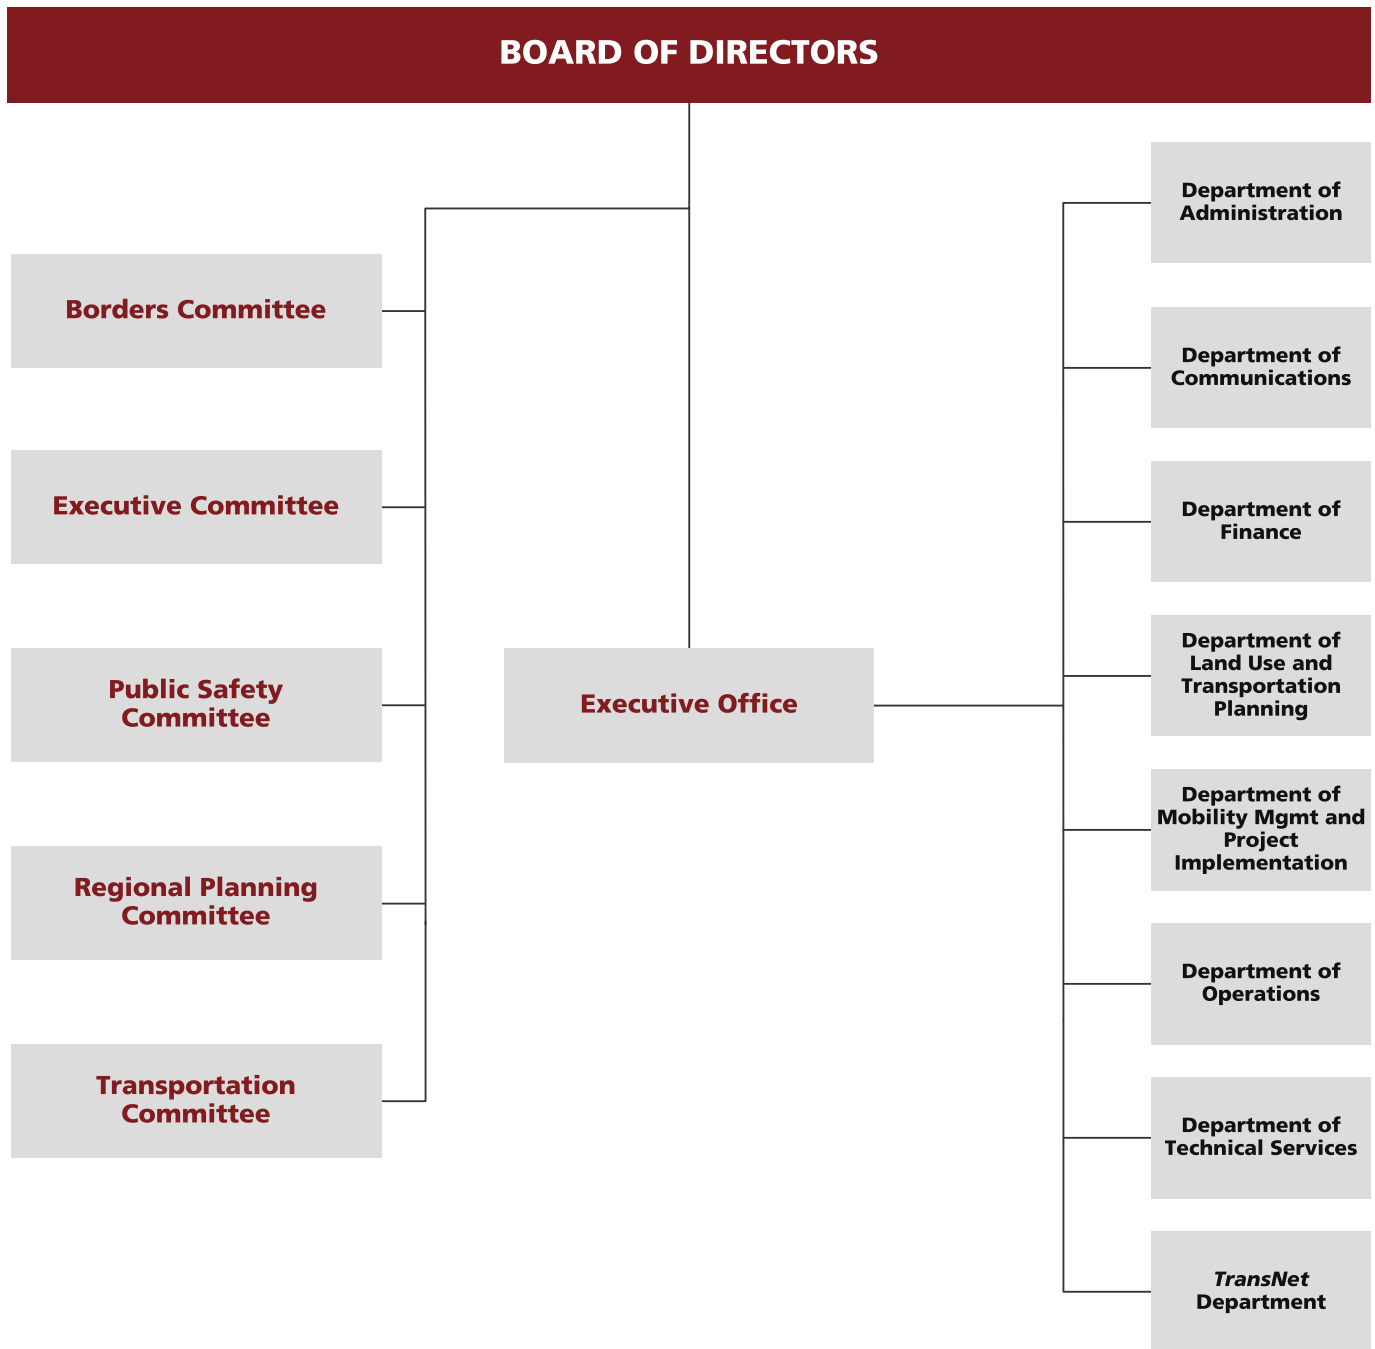 BOARD OF DIRECTORS
Borders Committee
Executive Committee
Public Safety
Committee
Regional Planning
Committee
Transportation
Committee
Executive Office
Department of
Administration
Department of
Communications
Department of
Finance
Department of
Land Use and
Transportation
Planning
Department of
Mobility Mgmt and
Project
Implementation
Department of
Operations
Department of
Technical Services
TransNet
Department